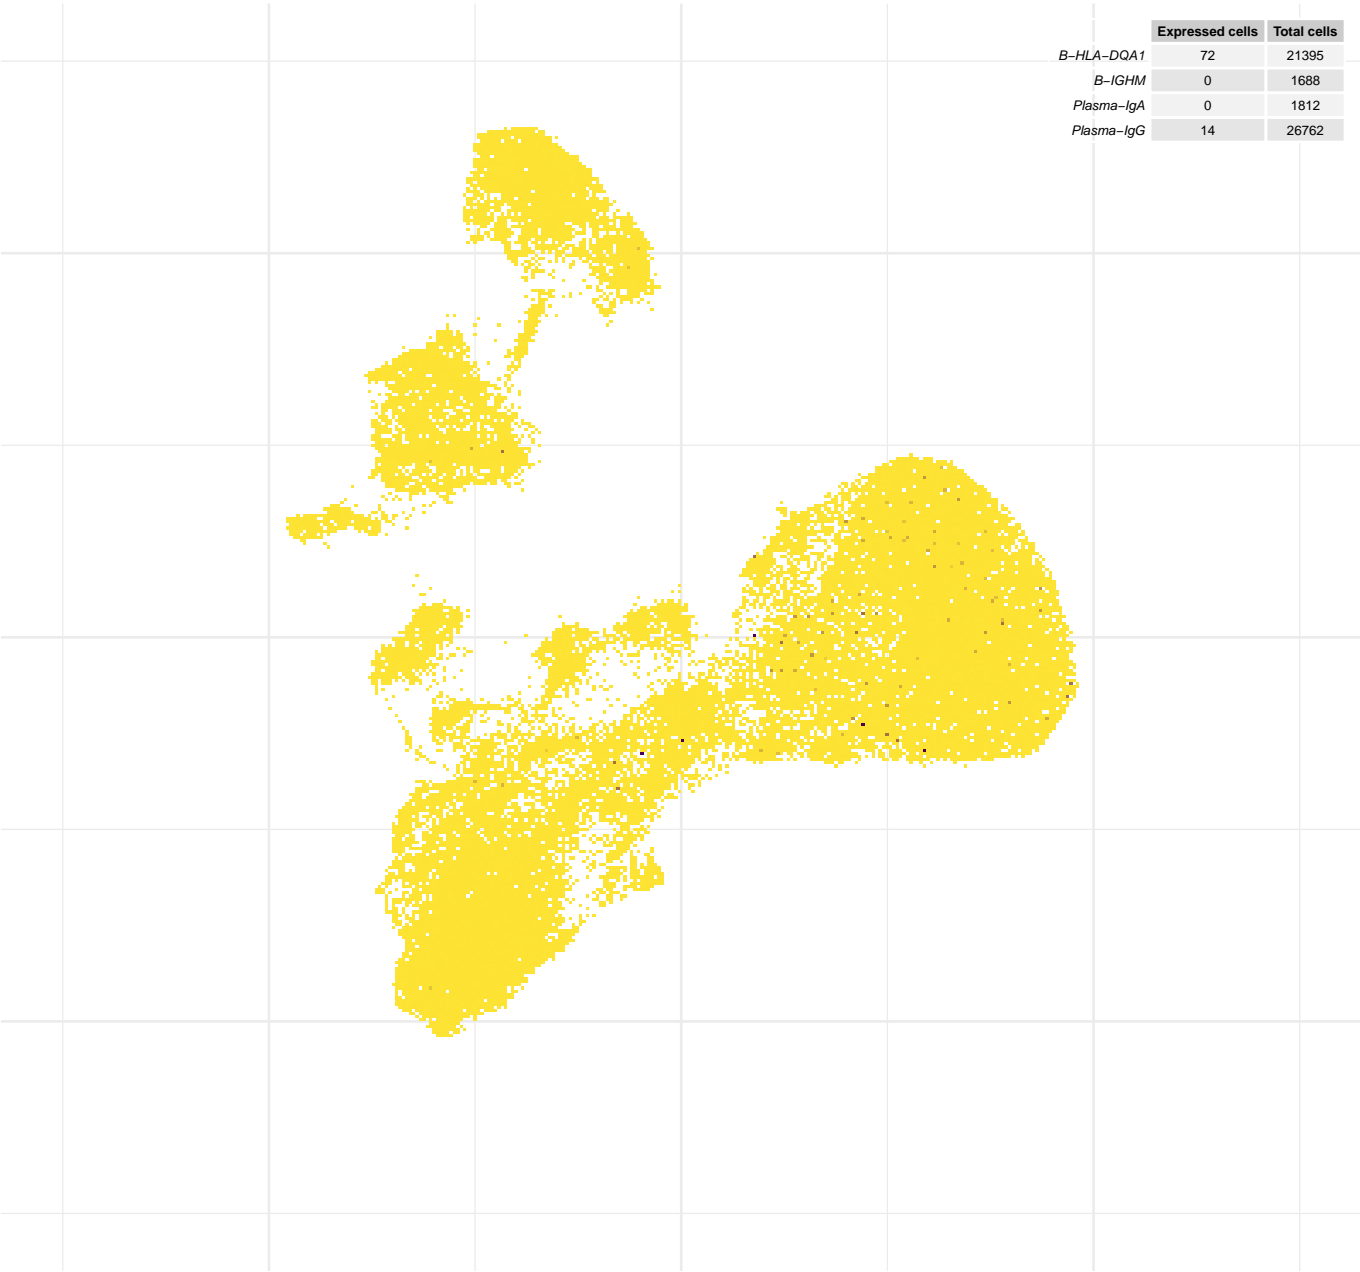 Expressed cells Total cells
B−HLA−DQA1 72 21395
B−IGHM 0 1688
Plasma−IgA 0 1812
Plasma−IgG 14 26762